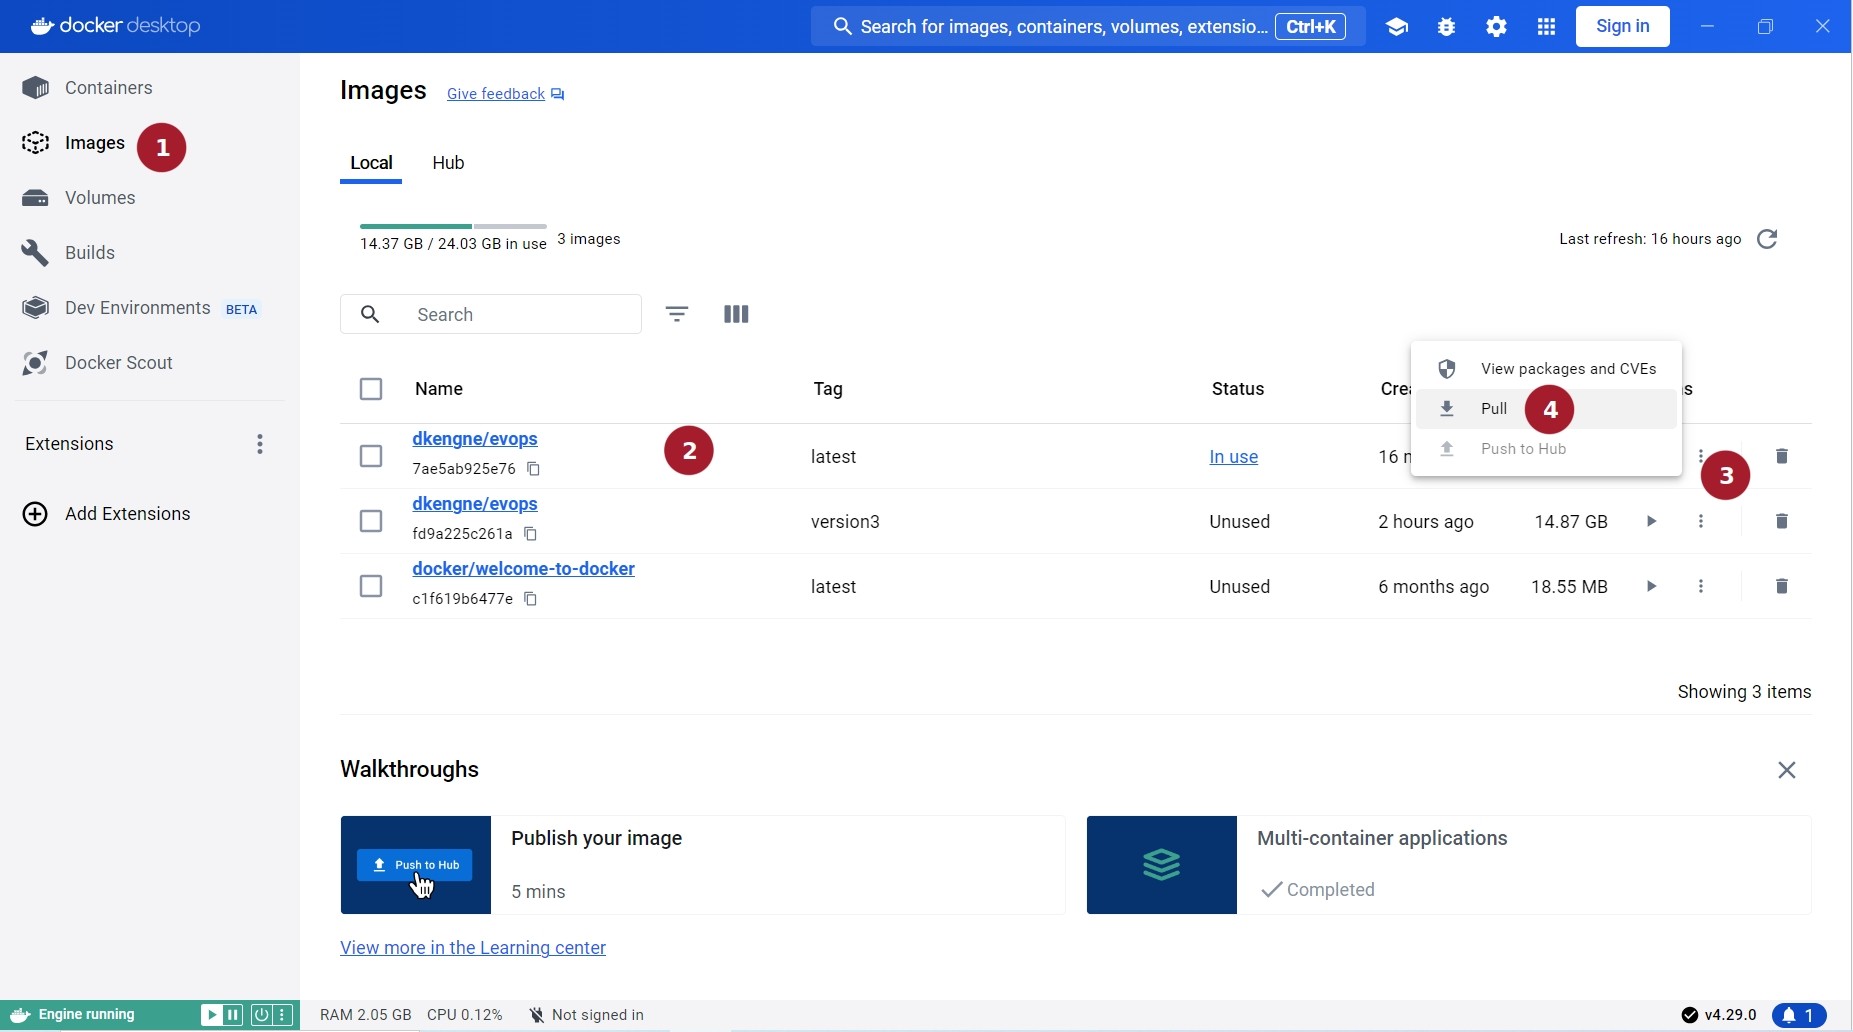 docker desktop
Search for images, containers, volumes, extensio... Ctrl+K
Sign in
Containers
Images 1
Volumes
Builds
Dev Environments BETA
Docker Scout
Extensions
Add Extensions
Images Give feedback
Local Hub
14.37 GB / 24.03 GB in use 3 images
Last refresh: 16 hours ago
Search
Name Tag Status Crea s
View packages and CVEs
Pull 4
Push to Hub
dkengne/evops 2 latest In use 16 3
7ae5ab925e76
dkengne/evops version3 Unused 2 hours ago 14.87 GB
fd9a225c261a
docker/welcome-to-docker latest Unused 6 months ago 18.55 MB
c1f619b6477e
Showing 3 items
Walkthroughs
Push to Hub
Publish your image
5 mins
Multi-container applications
Completed
View more in the Learning center
Engine running
RAM 2.05 GB CPU 0.12% Not signed in
v4.29.0 1